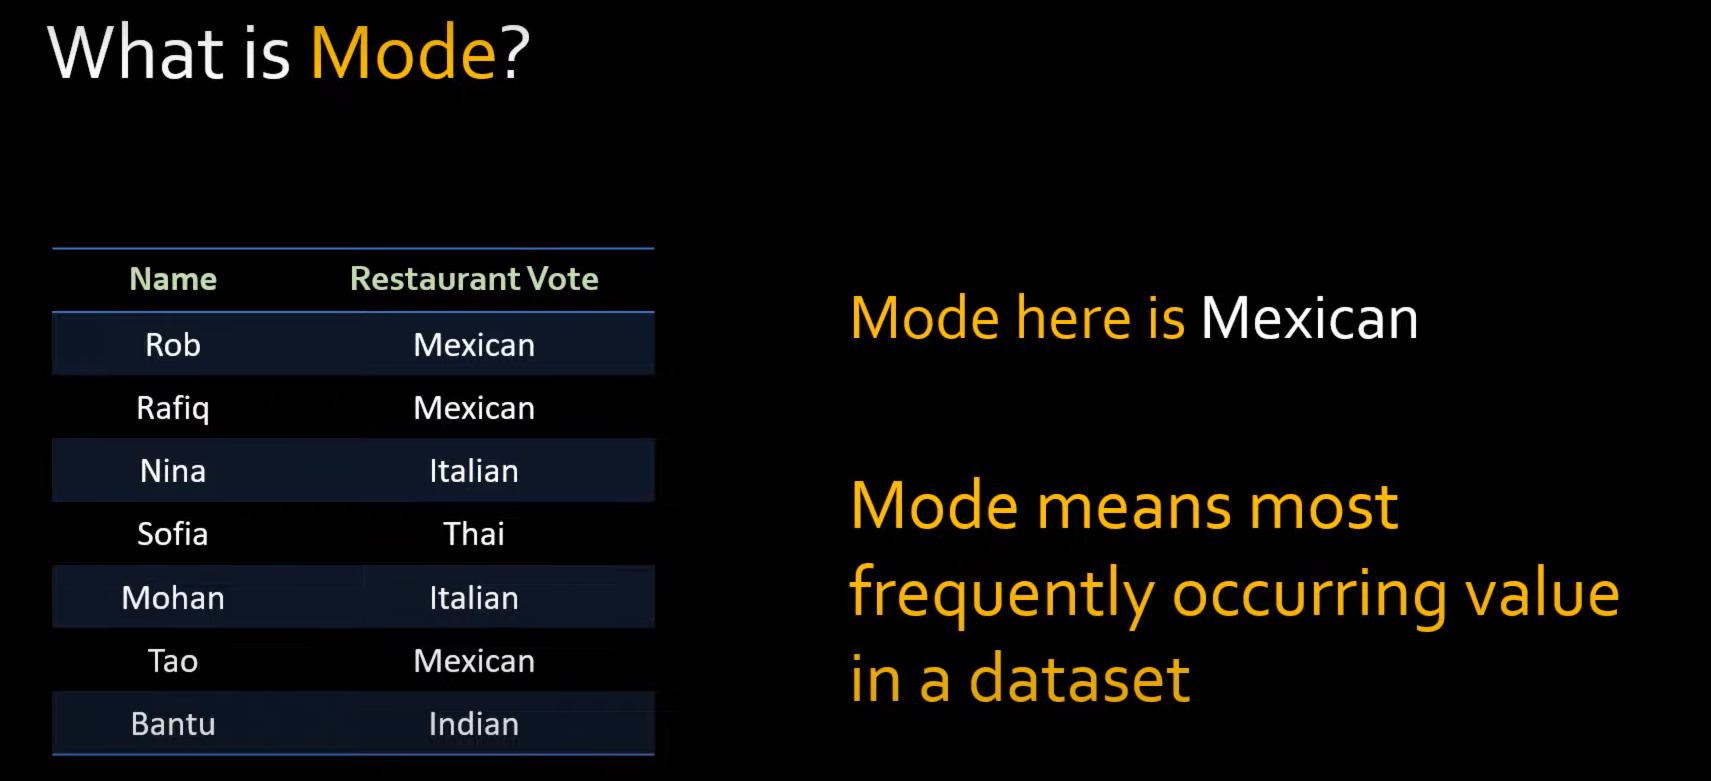 What is Mode?
Name Restaurant Vote
Rob Mexican
Rafiq Mexican
Nina Italian
Sofia Thai
Mohan Italian
Tao Mexican
Bantu Indian
Mode here is Mexican
Mode means most
frequently occurring value
in a dataset